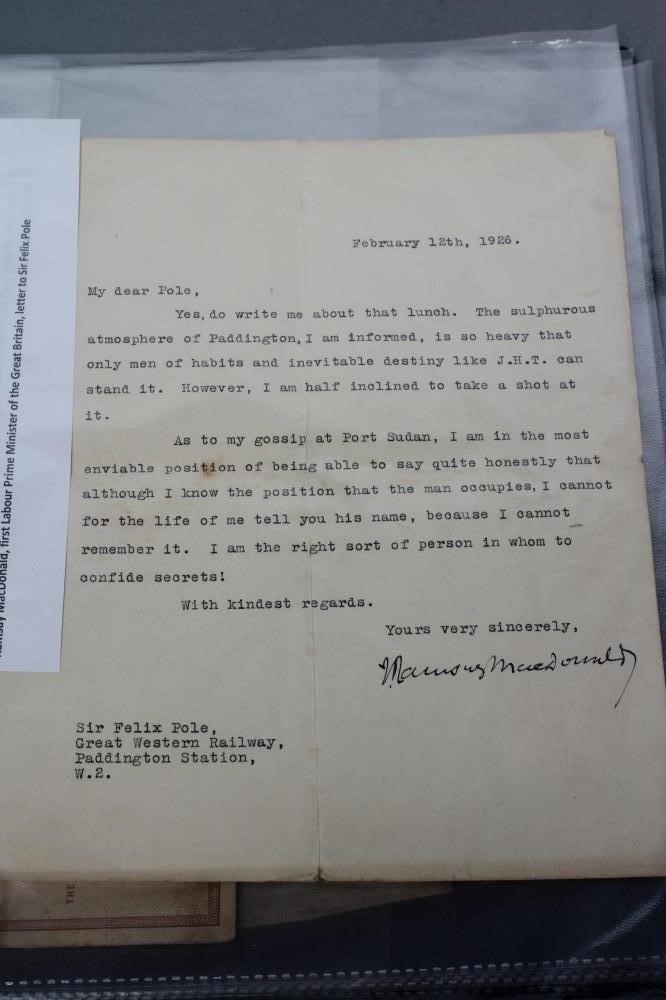 February 12th, 1926.
My dear Pole,
Yes, do write me about that lunch. The sulphurous
atmosphere of Paddington, I am informed, is so heavy that
only men of habits and inevitable destiny like J.H.T. can
stand it. However, I am half inclined to take a shot at
it.
As to my gossip at Port Sudan, I am in the most
enviable position of being able to say quite honestly that
although I know the position that the man occupies, I cannot
for the life of me tell you his name, because I cannot
remember it. I am the right sort of person in whom to
confide secrets!
With kindest regards.
Yours very sincerely,
J. Ramsay MacDonald
Sir Felix Pole,
Great Western Railway,
Paddington Station,
W.2.
Ramsay MacDonald, first Labour Prime Minister of the Great Britain, letter to Sir Felix Pole
THE